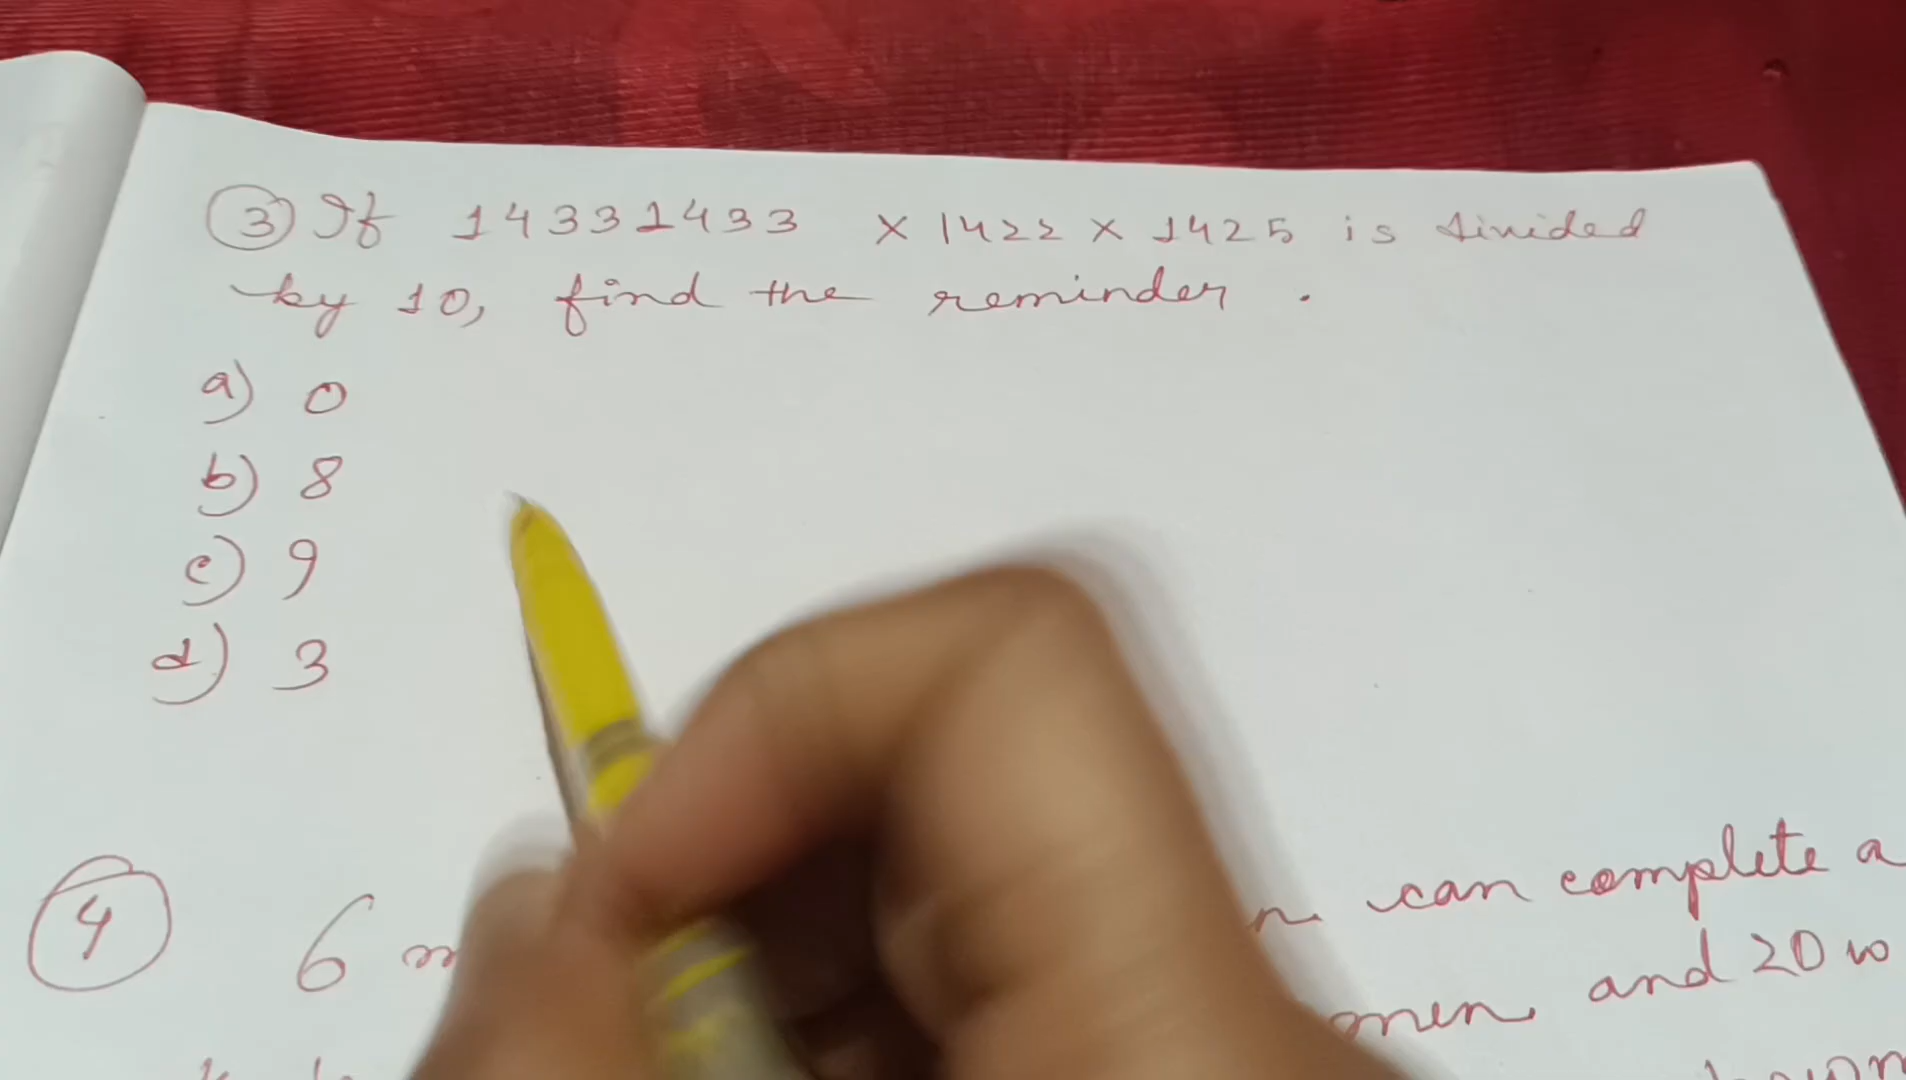 3) If 14331433 × 1422 × 1425 is divided
by 10, find the reminder.
a) 0
b) 8
c) 9
d) 3
4 6 can complete a
and 20